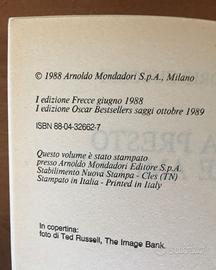 © 1988 Arnoldo Mondadori S.p.A., Milano
I edizione Frecce giugno 1988
I edizione Oscar Bestsellers saggi ottobre 1989
ISBN 88-04-32662-7
Questo volume è stato stampato
presso Arnoldo Mondadori Editore S.p.A.
Stabilimento Nuova Stampa - Cles (TN)
Stampato in Italia - Printed in Italy
In copertina:
foto di Ted Russell, The Image Bank.